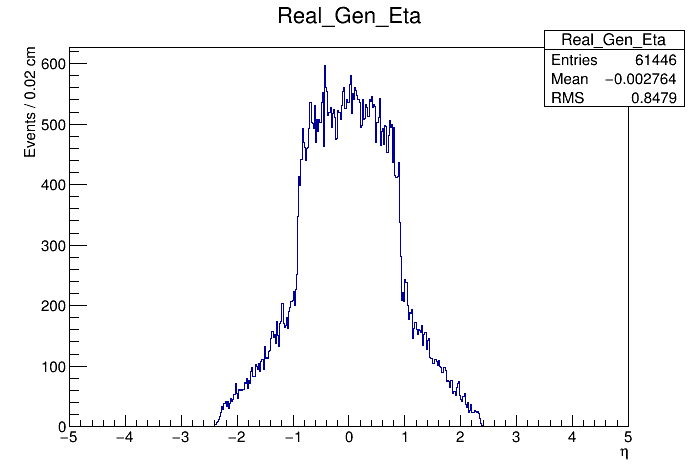 Real_Gen_Eta
Real_Gen_Eta
Entries 61446
Mean −0.002764
RMS 0.8479
Events / 0.02 cm
600
500
400
300
200
100
0
−5 −4 −3 −2 −1 0 1 2 3 4 5
η